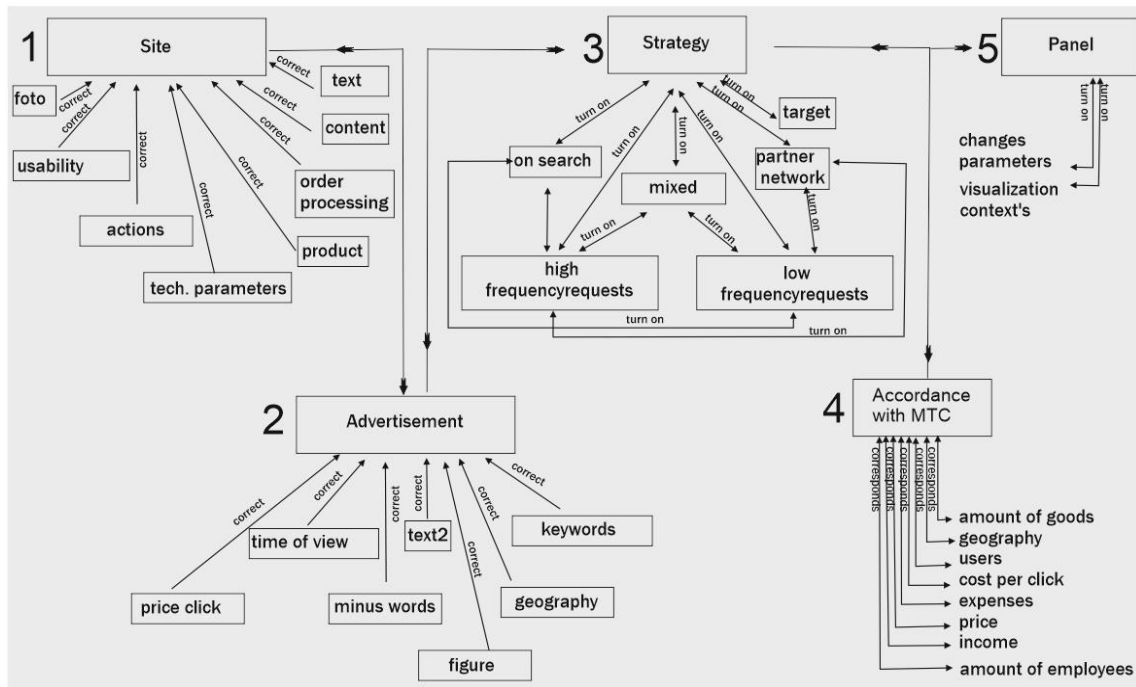 1
Site
foto
correct
usability
correct
actions
correct
tech. parameters
correct
product
correct
order
processing
correct
content
correct
text
correct
2
Advertisement
price click
correct
time of view
correct
minus words
correct
text2
correct
figure
correct
geography
correct
keywords
correct
3
Strategy
turn on
turn on
turn on
turn on
turn on
turn on
target
on search
mixed
partner
network
turn on
turn on
turn on
high
frequencyrequests
low
frequencyrequests
turn on
turn on
4
Accordance
with MTC
corresponds
corresponds
corresponds
corresponds
corresponds
corresponds
corresponds
corresponds
amount of goods
geography
users
cost per click
expenses
price
income
amount of employees
5
Panel
turn on
turn on
changes
parameters
visualization
context's